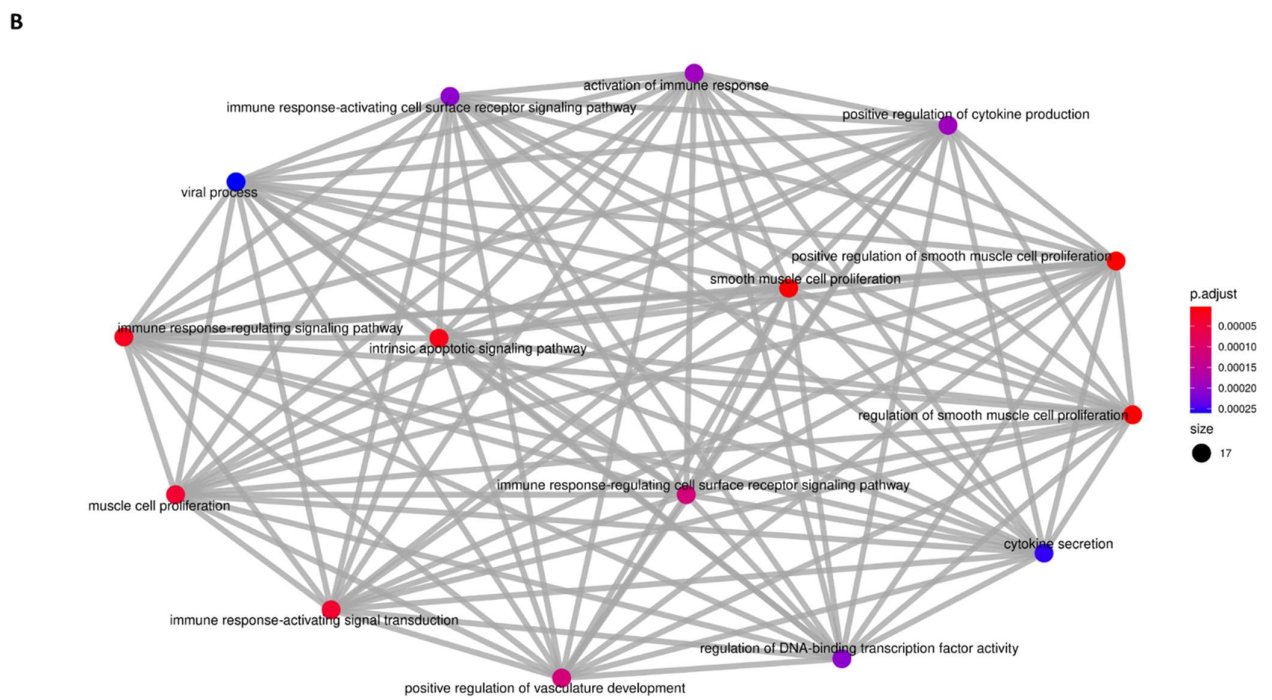 B
activation of immune response
immune response-activating cell surface receptor signaling pathway
positive regulation of cytokine production
viral process
positive regulation of smooth muscle cell proliferation
smooth muscle cell proliferation
immune response-regulating signaling pathway
intrinsic apoptotic signaling pathway
regulation of smooth muscle cell proliferation
immune response-regulating cell surface receptor signaling pathway
muscle cell proliferation
cytokine secretion
immune response-activating signal transduction
regulation of DNA-binding transcription factor activity
positive regulation of vasculature development
p.adjust
0.00005
0.00010
0.00015
0.00020
0.00025
size
17